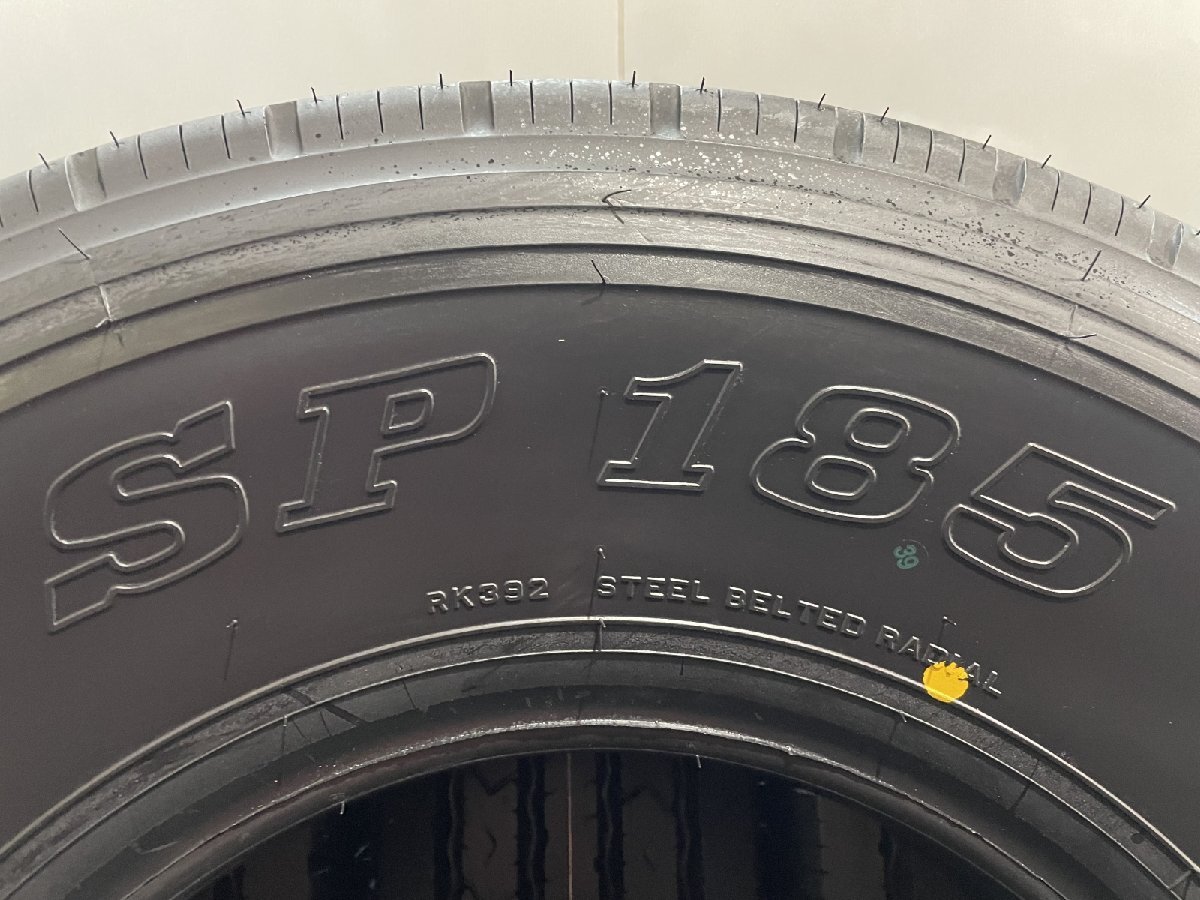 SP 185
39
RK392 STEEL BELTED RADIAL